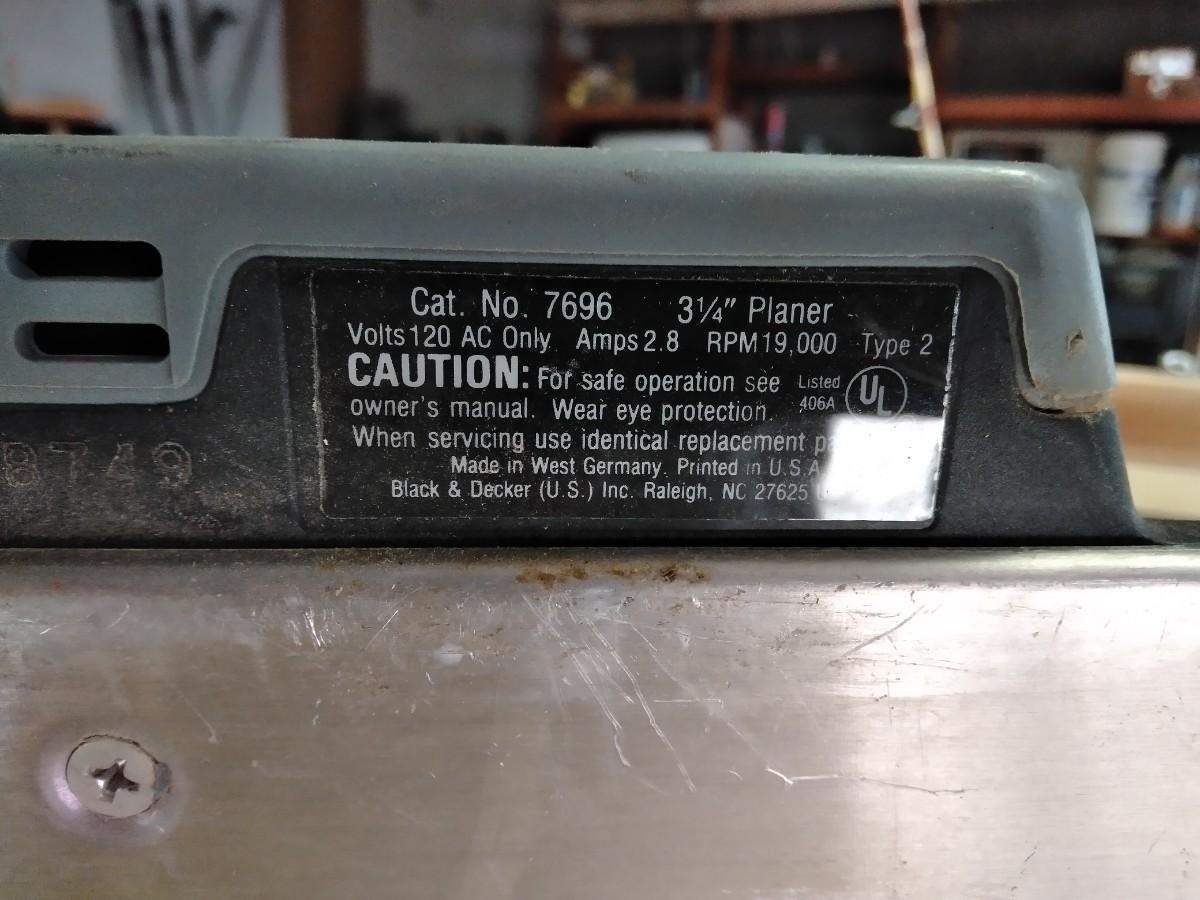 Cat. No. 7696 3¼" Planer
Volts 120 AC Only Amps 2.8 RPM 19,000 Type 2
CAUTION: For safe operation see
owner's manual. Wear eye protection.
Listed
406A
UL
When servicing use identical replacement
Made in West Germany. Printed in U.S.A
Black & Decker (U.S.) Inc. Raleigh, NC 27625
8749